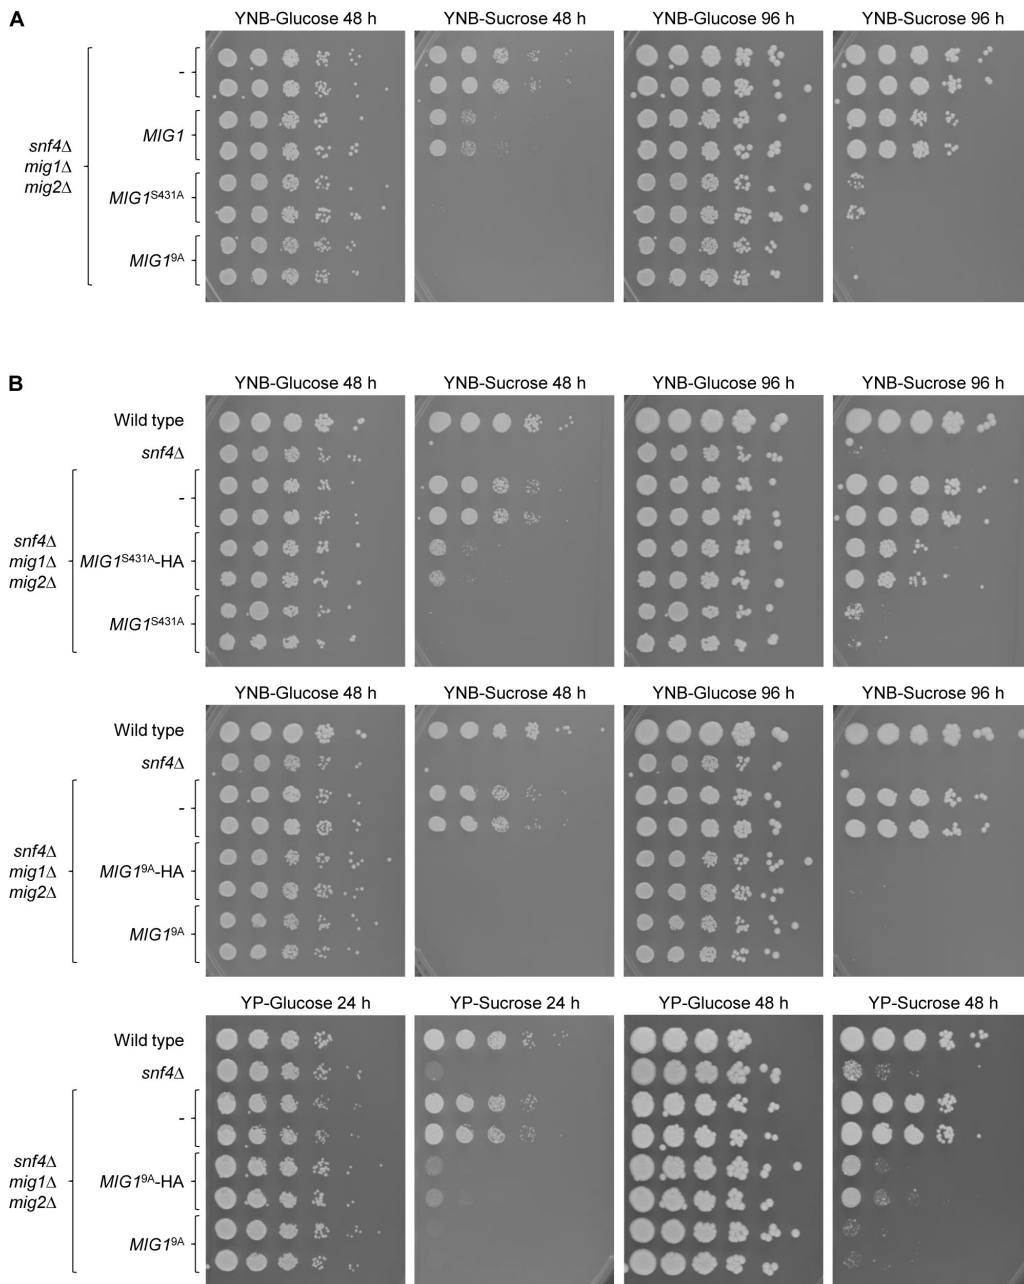 A
YNB-Glucose 48 h YNB-Sucrose 48 h YNB-Glucose 96 h YNB-Sucrose 96 h
-
MIG1
snf4Δ
mig1Δ
mig2Δ
MIG1S431A
MIG19A
B
YNB-Glucose 48 h YNB-Sucrose 48 h YNB-Glucose 96 h YNB-Sucrose 96 h
Wild type
snf4Δ
-
snf4Δ
mig1Δ
mig2Δ
MIG1S431A-HA
MIG1S431A
YNB-Glucose 48 h YNB-Sucrose 48 h YNB-Glucose 96 h YNB-Sucrose 96 h
Wild type
snf4Δ
-
snf4Δ
mig1Δ
mig2Δ
MIG19A-HA
MIG19A
YP-Glucose 24 h YP-Sucrose 24 h YP-Glucose 48 h YP-Sucrose 48 h
Wild type
snf4Δ
-
snf4Δ
mig1Δ
mig2Δ
MIG19A-HA
MIG19A